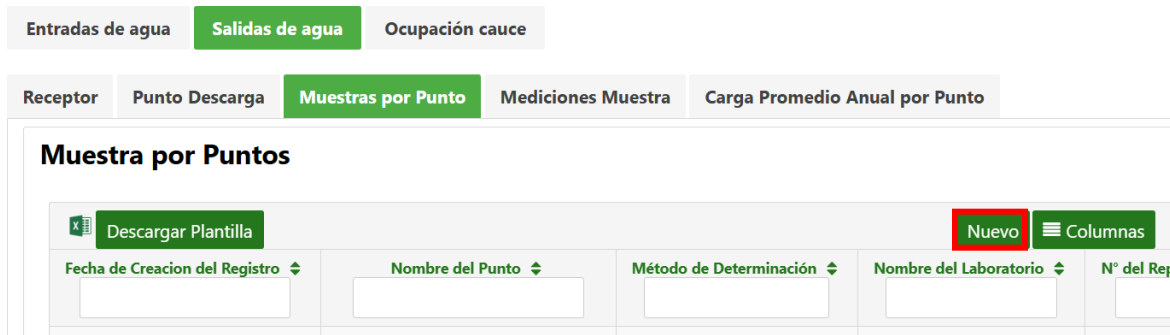 Entradas de agua Salidas de agua Ocupación cauce
Receptor Punto Descarga Muestras por Punto Mediciones Muestra Carga Promedio Anual por Punto
Muestra por Puntos
Descargar Plantilla Nuevo Columnas
Fecha de Creacion del Registro Nombre del Punto Método de Determinación Nombre del Laboratorio N° del Rep